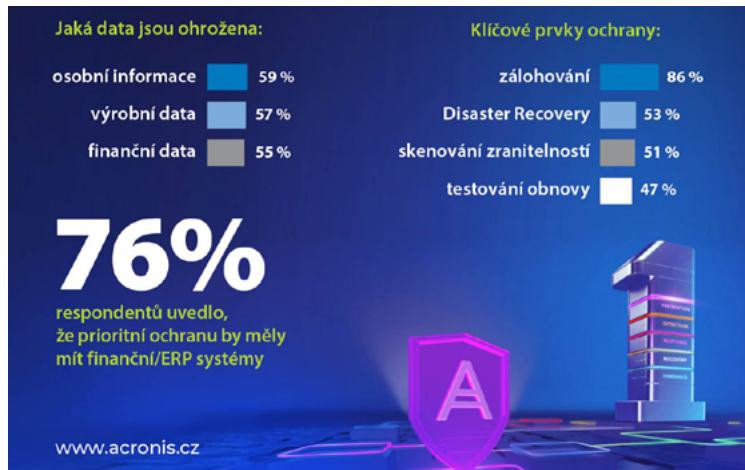 Jaká data jsou ohrožena:
osobní informace 59 %
výrobní data 57 %
finanční data 55 %
Klíčové prvky ochrany:
zálohování 86 %
Disaster Recovery 53 %
skenování zranitelností 51 %
testování obnovy 47 %
76%
respondentů uvedlo,
že prioritní ochranu by měly
mít finanční/ERP systémy
A
RECOVERY
www.acronis.cz